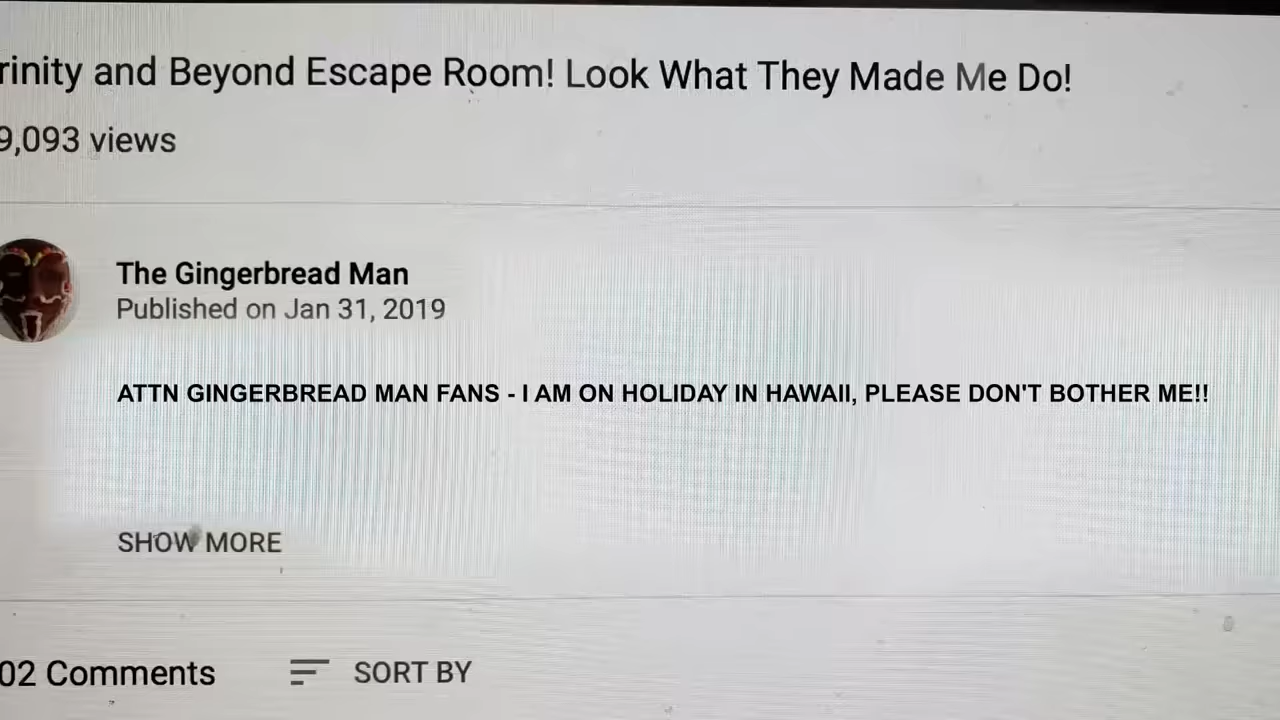 rinity and Beyond Escape Room! Look What They Made Me Do!
9,093 views
The Gingerbread Man
Published on Jan 31, 2019
ATTN GINGERBREAD MAN FANS - I AM ON HOLIDAY IN HAWAII, PLEASE DON'T BOTHER ME!!
SHOW MORE
02 Comments
SORT BY